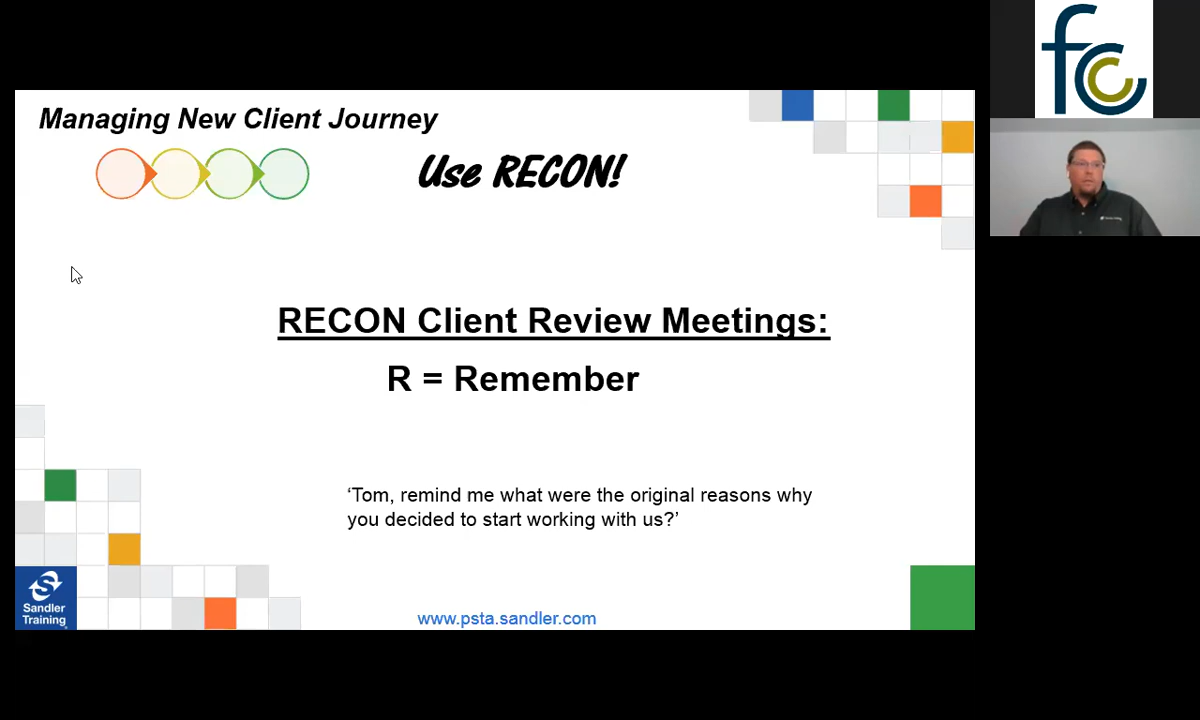 Managing New Client Journey
Use RECON!
RECON Client Review Meetings:
R = Remember
‘Tom, remind me what were the original reasons why
you decided to start working with us?’
Sandler
Training
www.psta.sandler.com
fcc